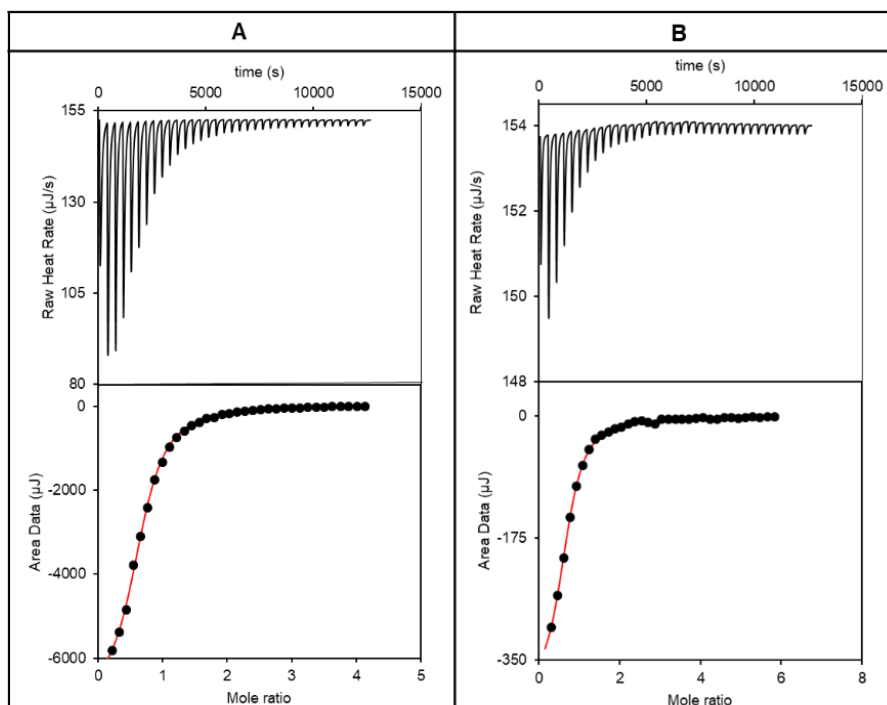 A
time (s)
0 5000 10000 15000
155
130
105
80
Raw Heat Rate (µJ/s)
0
-2000
-4000
-6000
Area Data (µJ)
0 1 2 3 4 5
Mole ratio
B
time (s)
0 5000 10000 15000
154
152
150
148
Raw Heat Rate (µJ/s)
0
-175
-350
Area Data (µJ)
0 2 4 6 8
Mole ratio